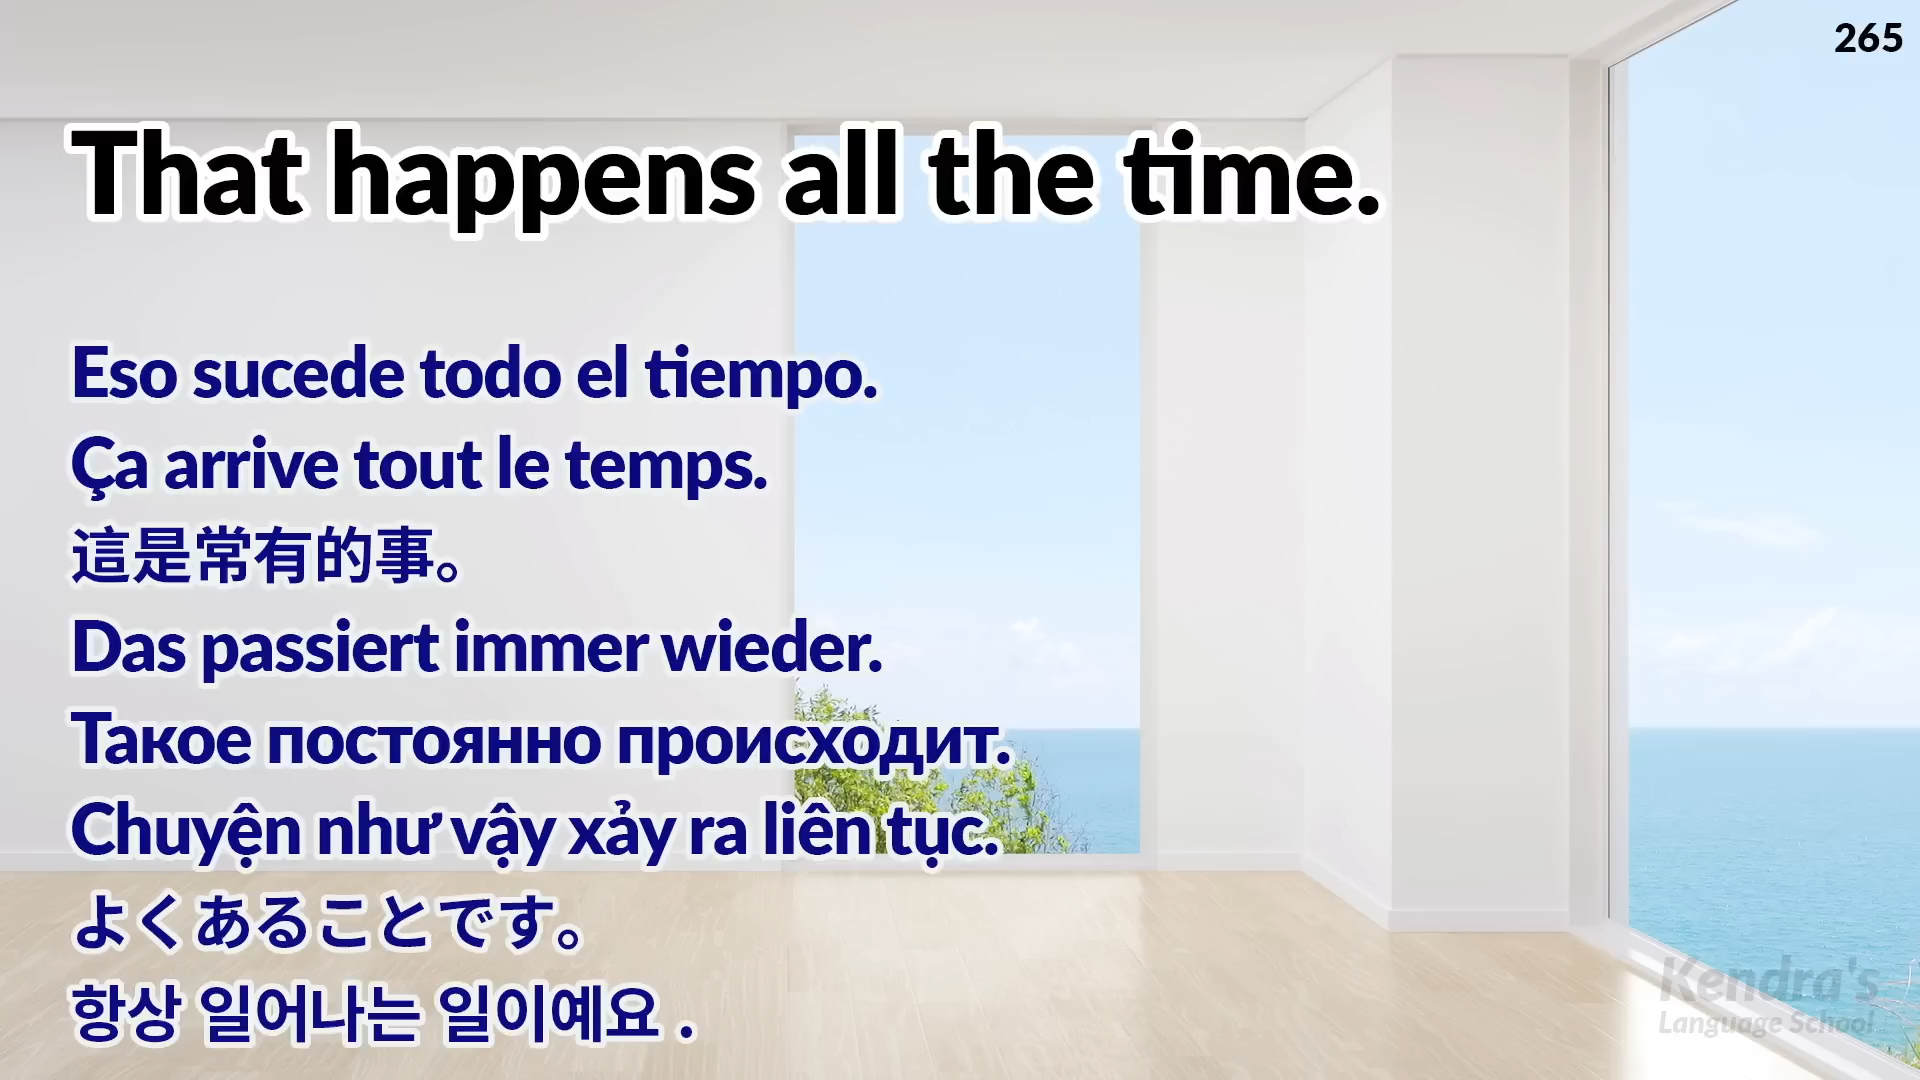 265
That happens all the time.
Eso sucede todo el tiempo.
Ça arrive tout le temps.
這是常有的事。
Das passiert immer wieder.
Такое постоянно происходит.
Chuyện như vậy xảy ra liên tục.
よくあることです。
항상 일어나는 일이예요 .
Kendra's
Language School